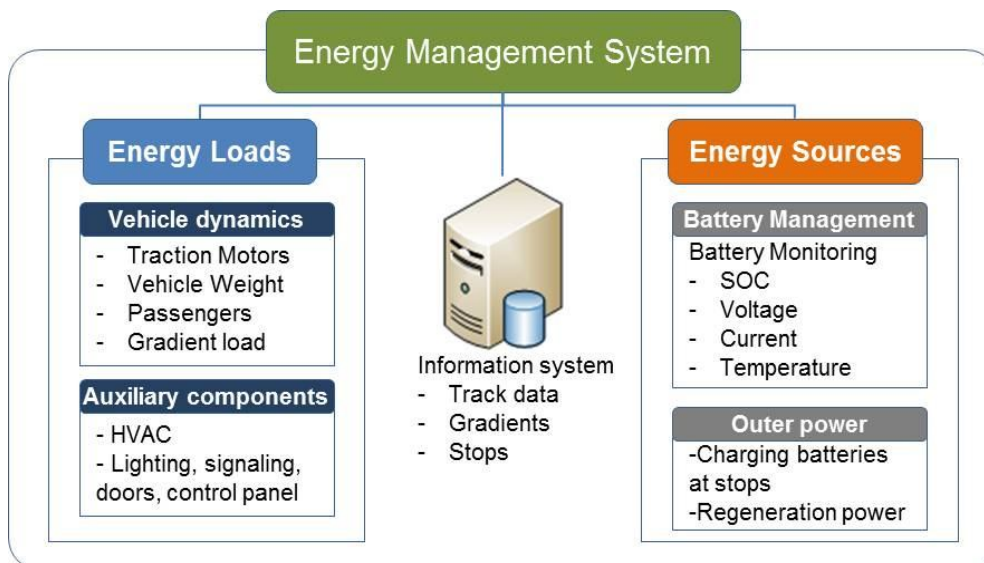 Energy Management System
Energy Loads
Vehicle dynamics
- Traction Motors
- Vehicle Weight
- Passengers
- Gradient load
Auxiliary components
- HVAC
- Lighting, signaling,
doors, control panel
Information system
- Track data
- Gradients
- Stops
Energy Sources
Battery Management
Battery Monitoring
- SOC
- Voltage
- Current
- Temperature
Outer power
-Charging batteries
at stops
-Regeneration power